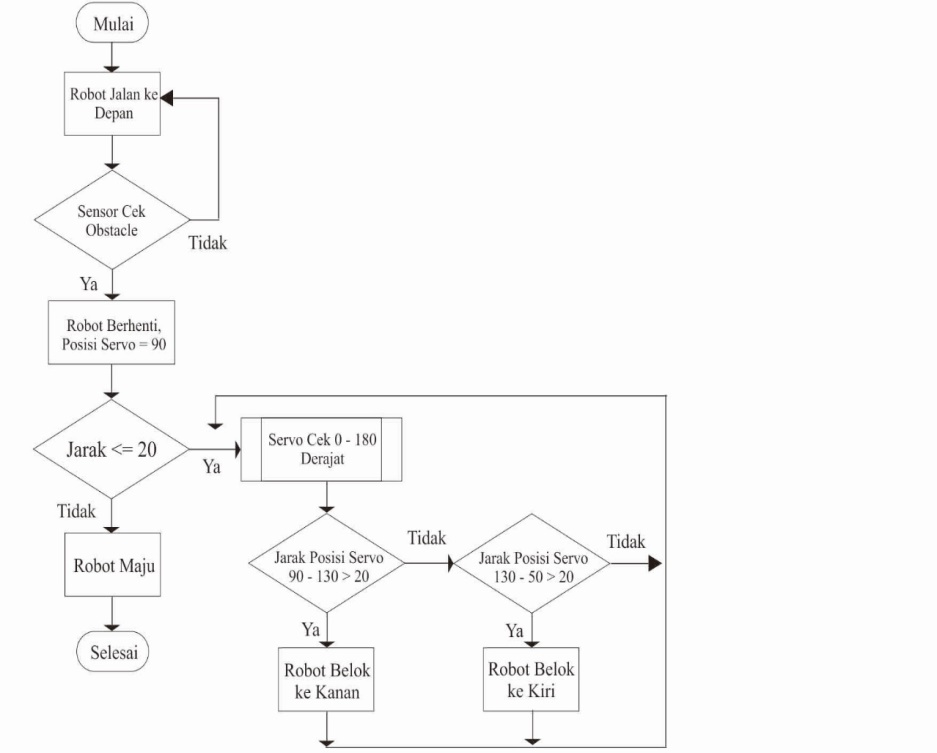 Mulai
Robot Jalan ke
Depan
Sensor Cek
Obstacle
Tidak
Ya
Robot Berhenti,
Posisi Servo = 90
Jarak <= 20
Ya
Servo Cek 0 - 180
Derajat
Tidak
Robot Maju
Selesai
Jarak Posisi Servo
90 - 130 > 20
Tidak
Jarak Posisi Servo
130 - 50 > 20
Tidak
Ya
Robot Belok
ke Kanan
Ya
Robot Belok
ke Kiri